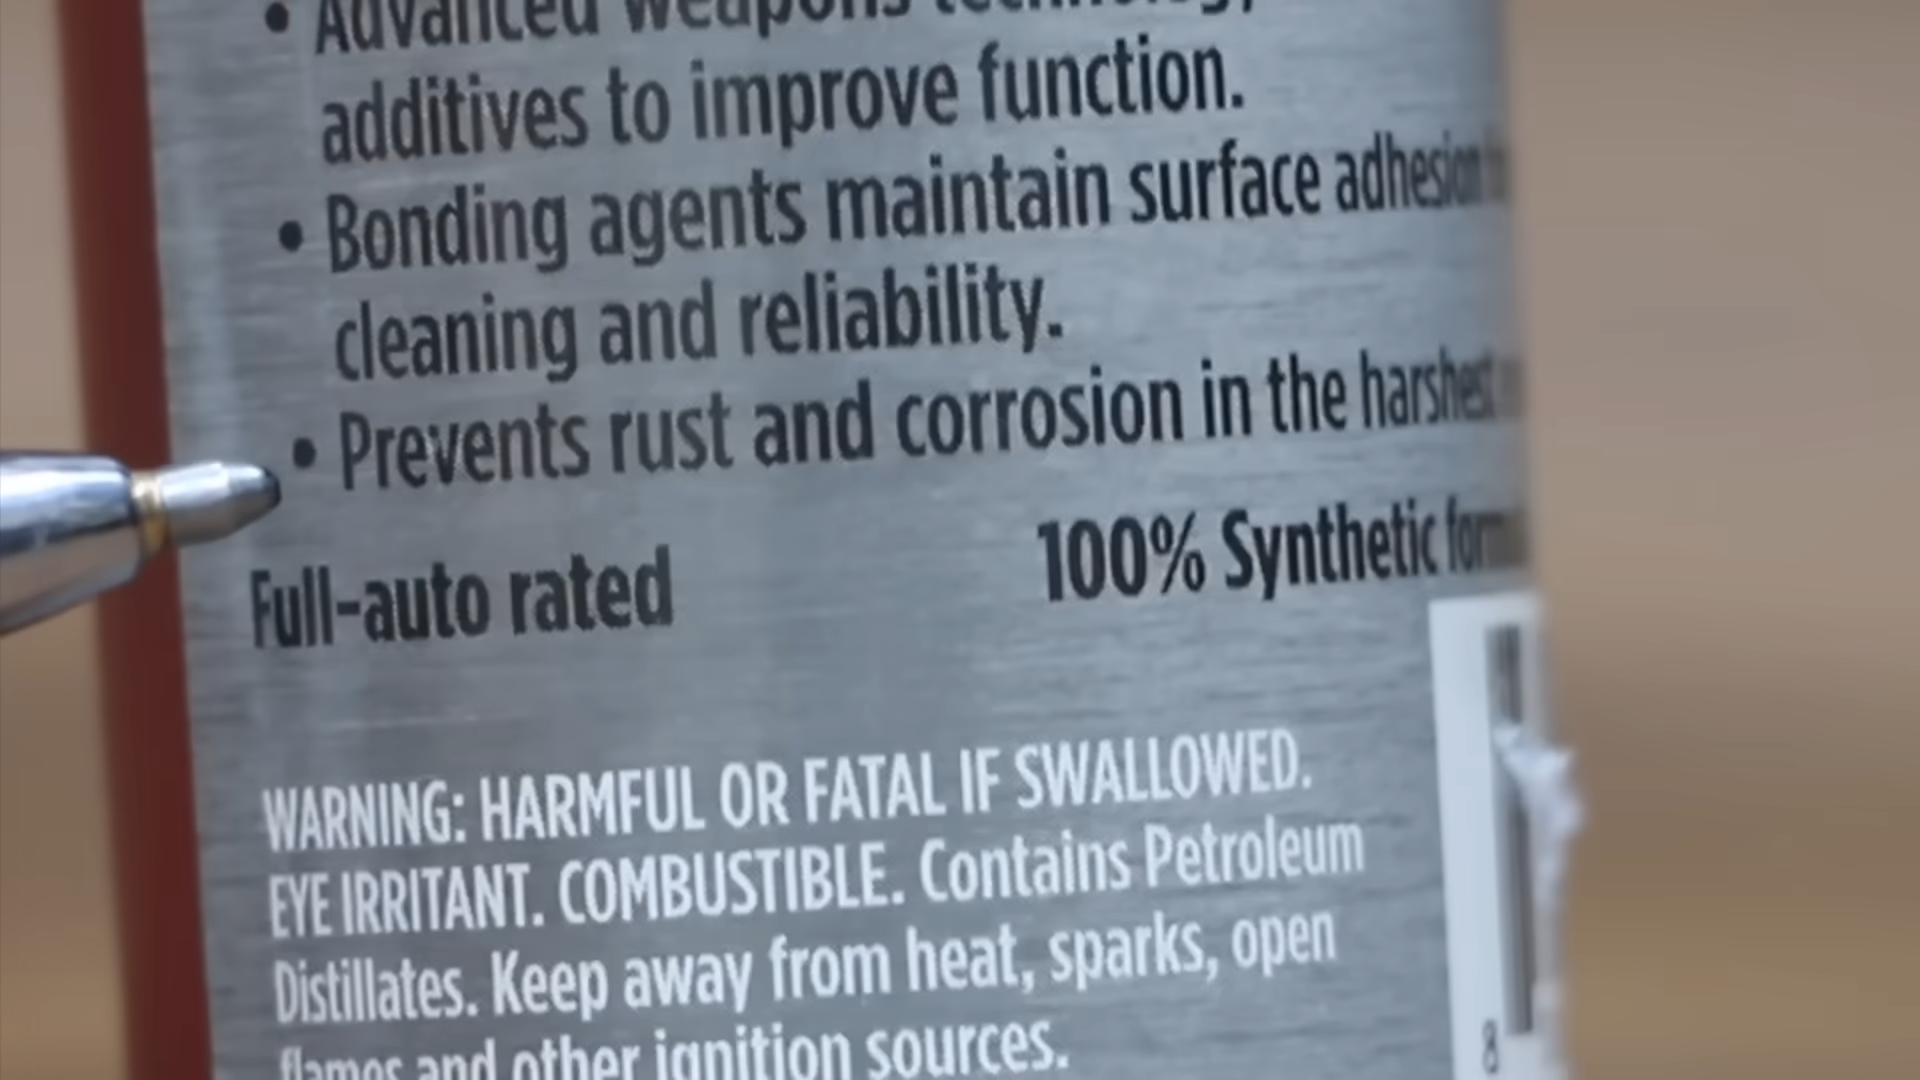 • Advanced weapons technology
additives to improve function.
• Bonding agents maintain surface adhesion
cleaning and reliability.
• Prevents rust and corrosion in the harshest
Full-auto rated 100% Synthetic
WARNING: HARMFUL OR FATAL IF SWALLOWED.
EYE IRRITANT. COMBUSTIBLE. Contains Petroleum
Distillates. Keep away from heat, sparks, open
flames and other ignition sources.
8